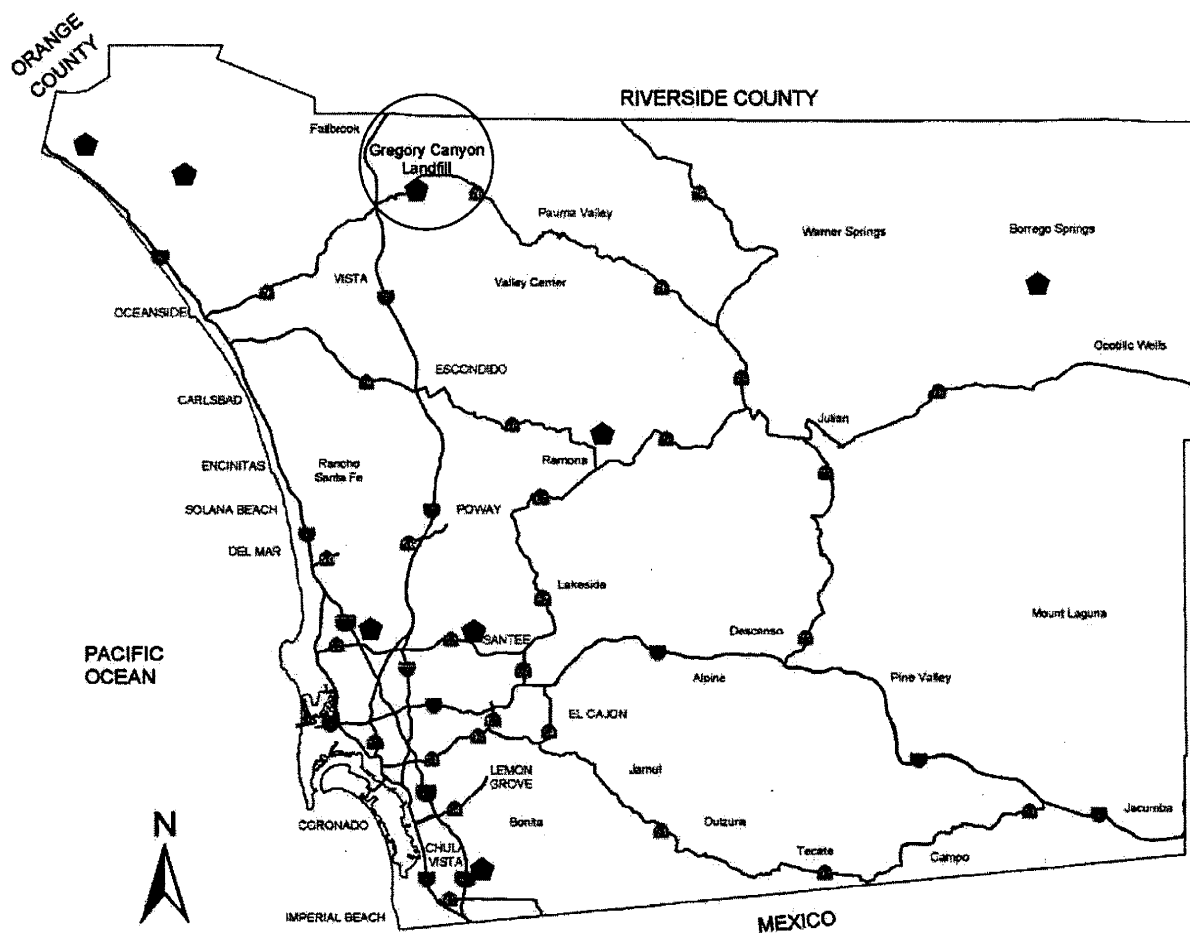 ORANGE
COUNTY
RIVERSIDE COUNTY
Fallbrook
Gregory Canyon
Landfill
Pauma Valley
Warner Springs
Borrego Springs
VISTA
Valley Center
OCEANSIDE
Ocotillo Wells
ESCONDIDO
CARLSBAD
Julian
ENCINITAS
Rancho
Santa Fe
Ramona
SOLANA BEACH
POWAY
DEL MAR
Lakeside
Mount Laguna
Descanso
SANTEE
PACIFIC
OCEAN
Alpine
Pine Valley
EL CAJON
Jamul
LEMON
GROVE
CORONADO
Bonita
Dulzura
Jacumba
N
CHULA
VISTA
Tecate
Campo
IMPERIAL BEACH
MEXICO